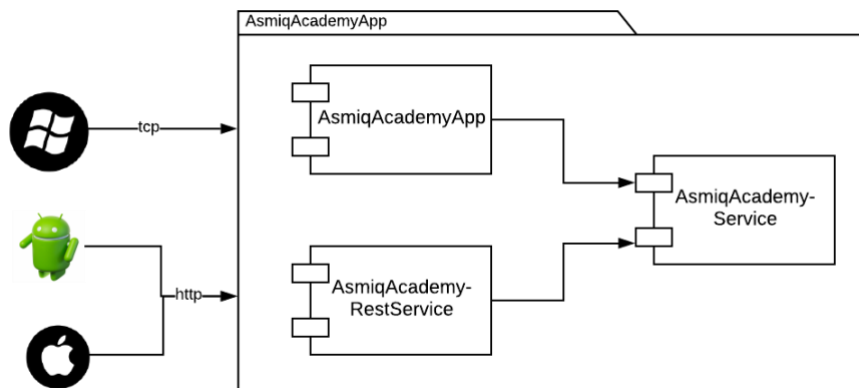 AsmiqAcademyApp
tcp
AsmiqAcademyApp
AsmiqAcademy-
Service
http
AsmiqAcademy-
RestService